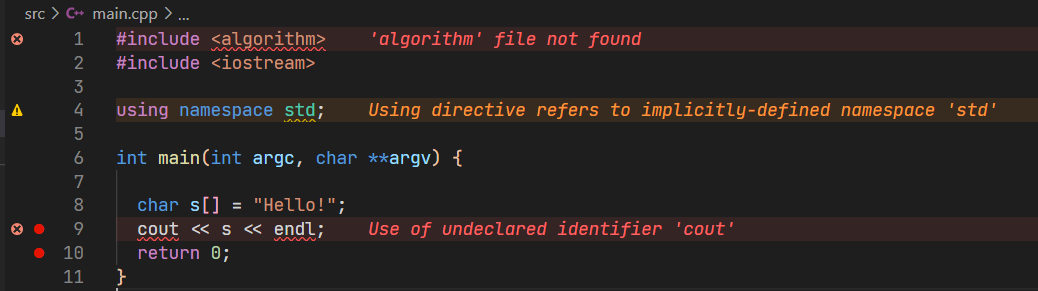 src > C++ main.cpp > ...
1 #include <algorithm> 'algorithm' file not found
2 #include <iostream>
3
4 using namespace std; Using directive refers to implicitly-defined namespace 'std'
5
6 int main(int argc, char **argv) {
7
8 char s[] = "Hello!";
9 cout << s << endl; Use of undeclared identifier 'cout'
10 return 0;
11 }